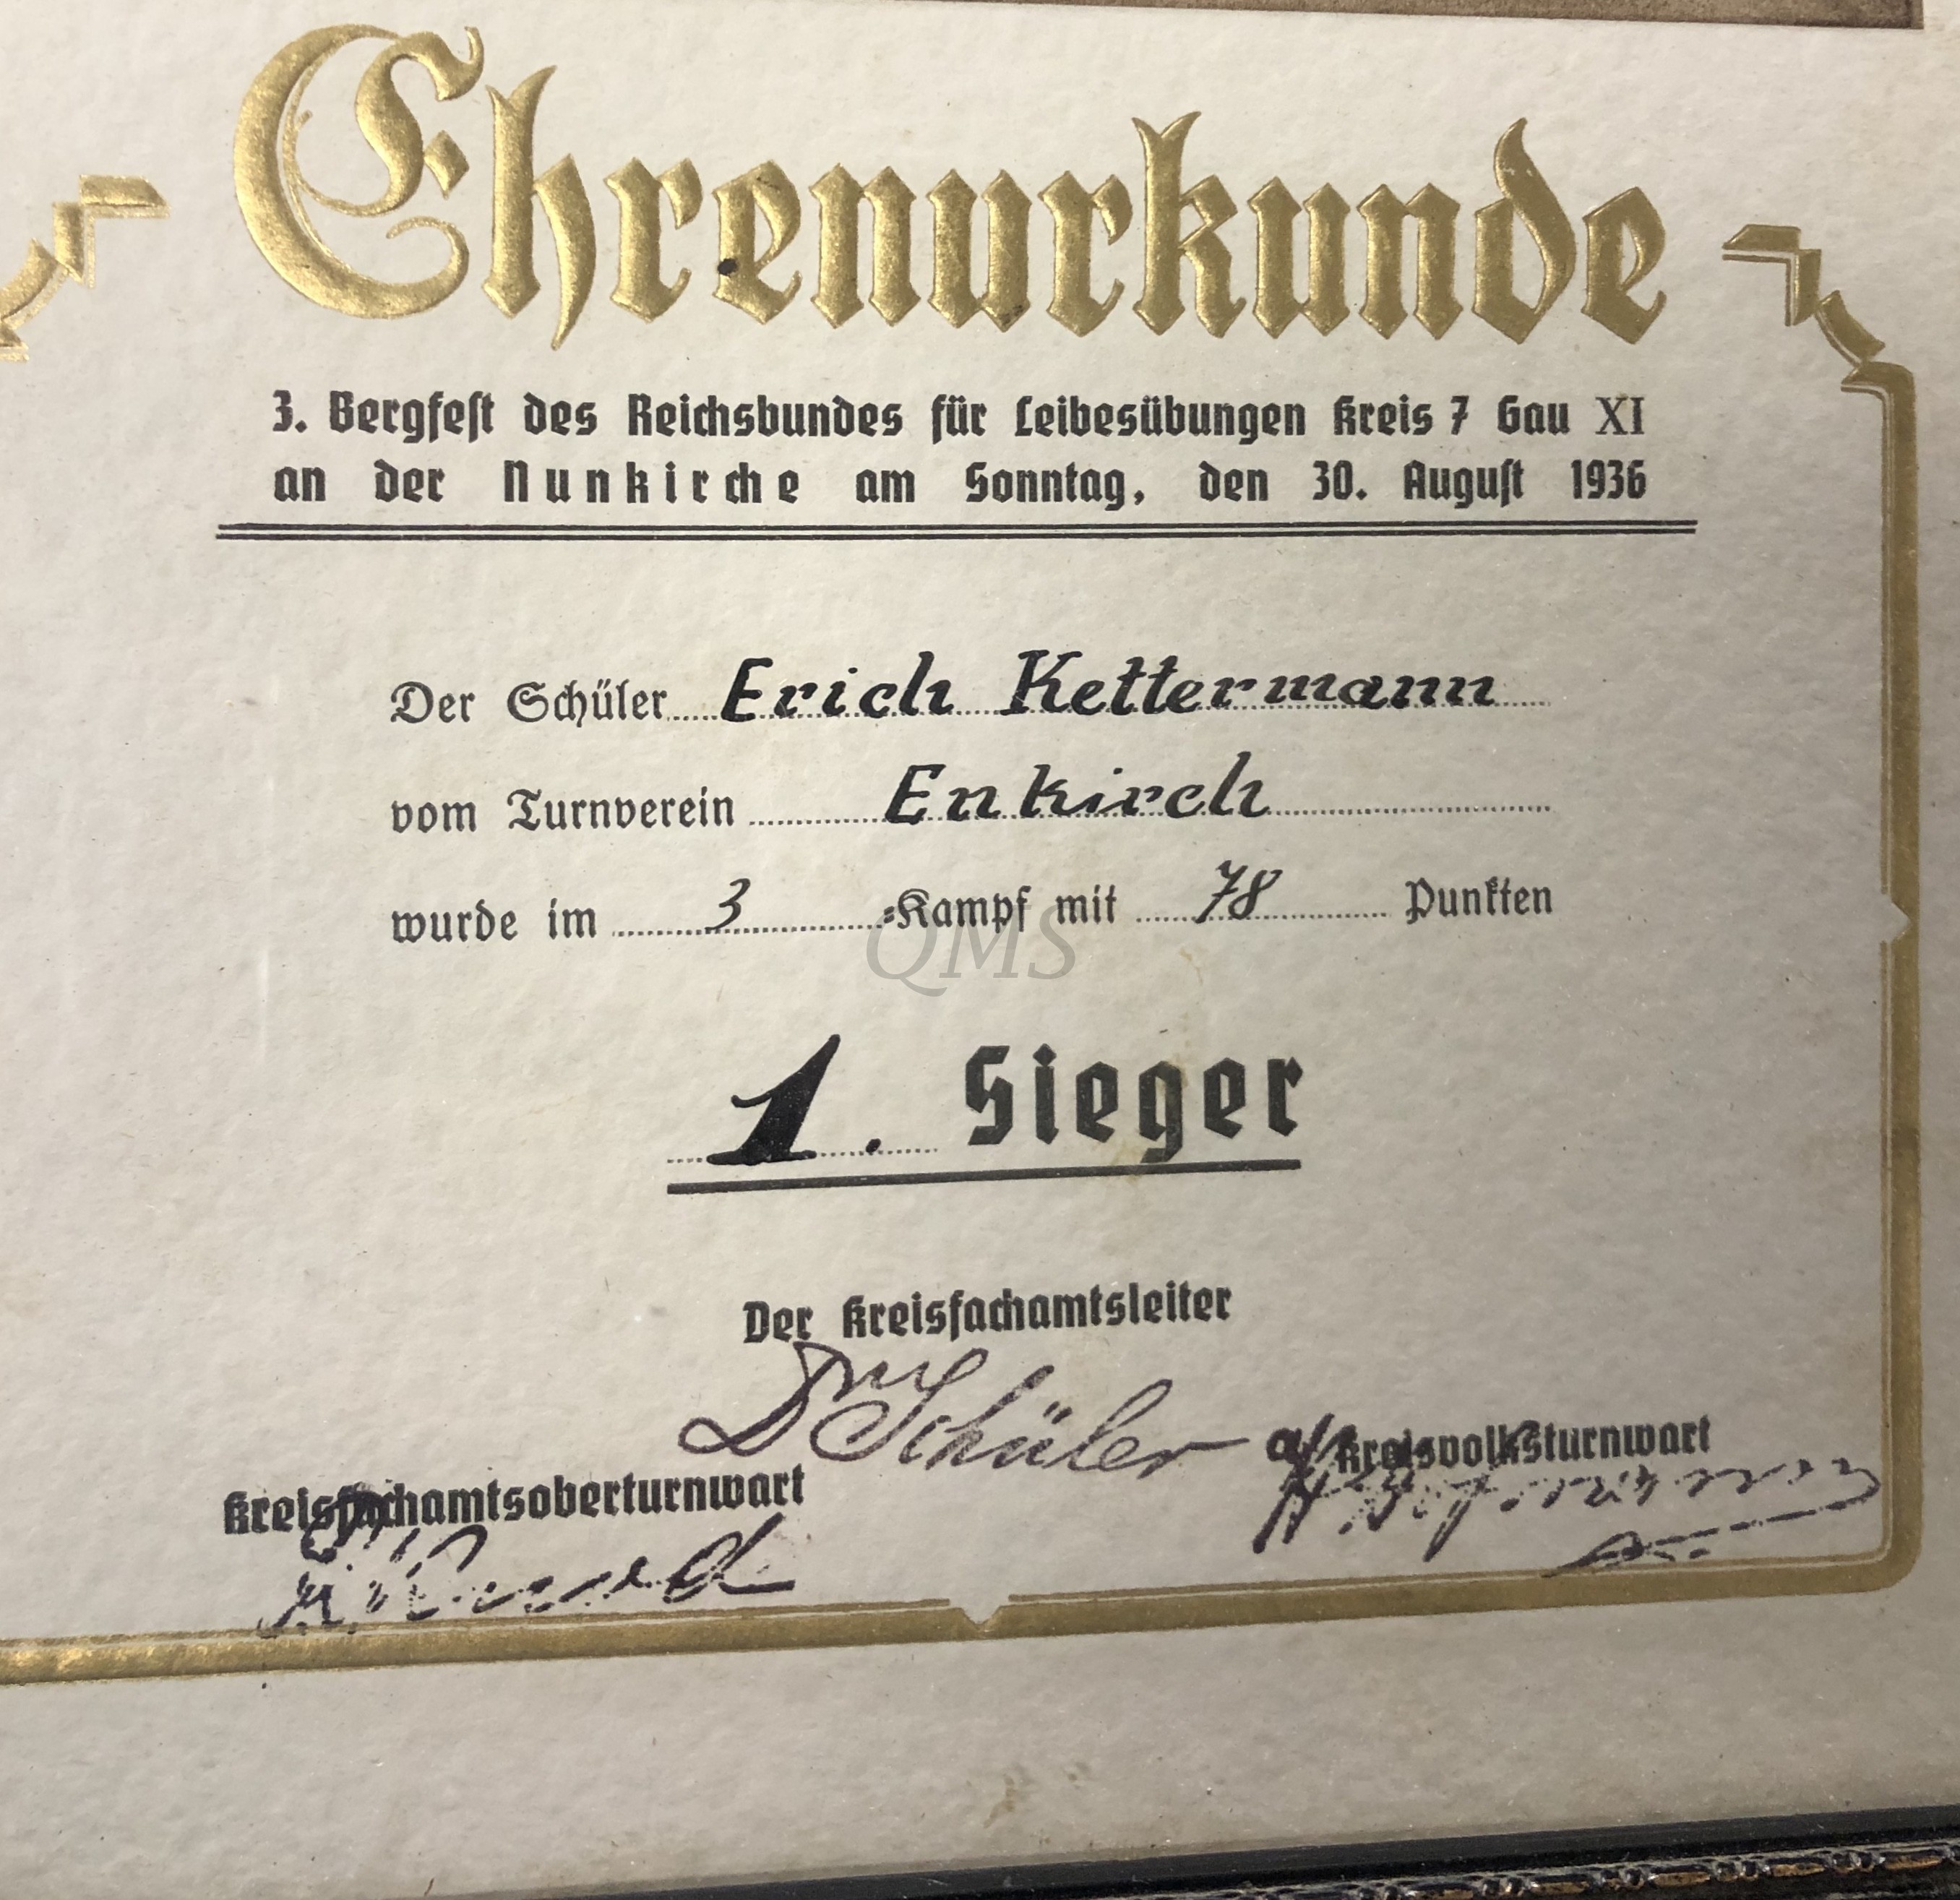 Ehrenurkunde
3. Bergfest des Reichsbundes für Leibesübungen Kreis 7 Gau XI
an der Nunkirche am Sonntag, den 30. August 1936
Der Schüler Erich Kettermann
vom Turnverein Enkirch
wurde im 3 =Kampf mit 78 Punkten
QMS
1. Sieger
Der Kreisfachamtsleiter
Dr Schüler
Kreisvolksturnwart
Kreisfachamtsoberturnwart